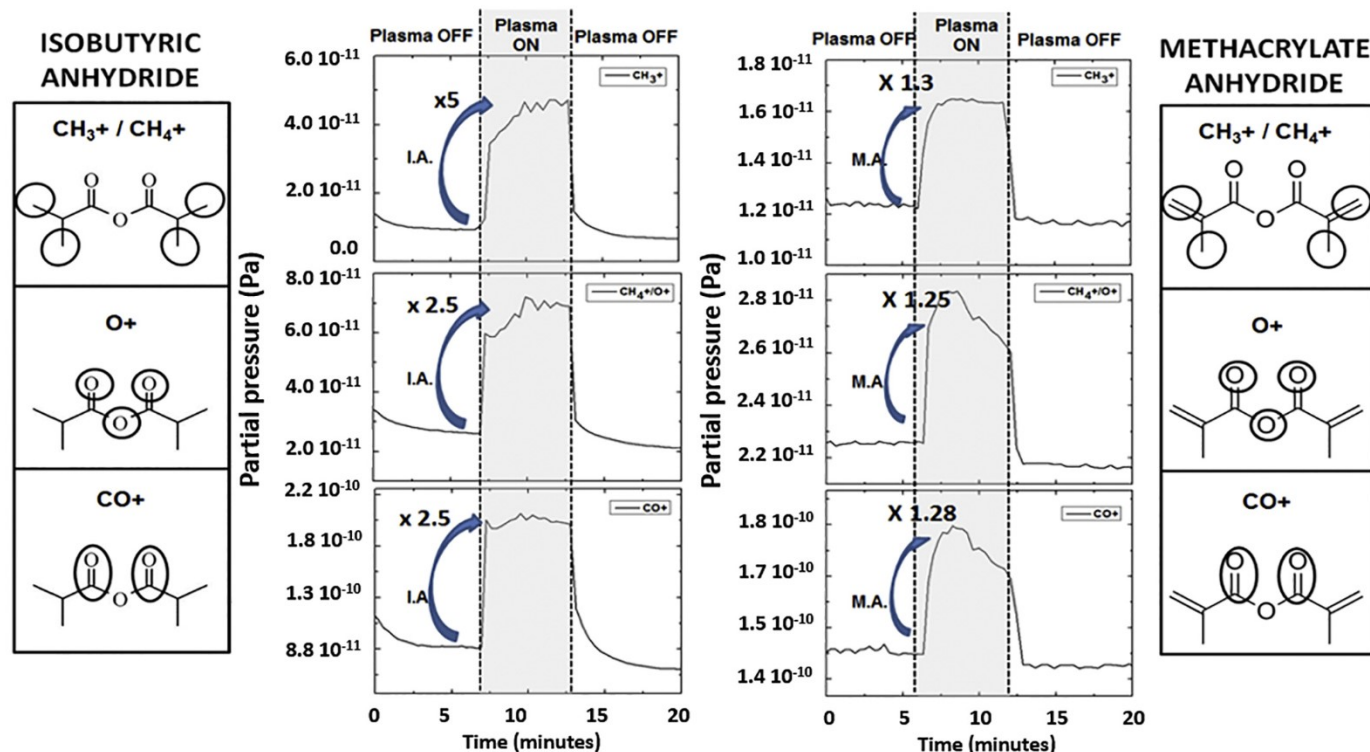 ISOBUTYRIC
ANHYDRIDE
CH₃+ / CH₄+
O
O
O
O+
O
O
O
CO+
O
O
O
Partial pressure (Pa)
Plasma OFF
Plasma
ON
Plasma OFF
6.0 10⁻¹¹
4.0 10⁻¹¹
2.0 10⁻¹¹
0.0
x5
I.A.
CH₃+
8.0 10⁻¹¹
6.0 10⁻¹¹
4.0 10⁻¹¹
2.0 10⁻¹¹
x 2.5
I.A.
CH₄+/O+
2.2 10⁻¹⁰
1.8 10⁻¹⁰
1.3 10⁻¹⁰
8.8 10⁻¹¹
x 2.5
I.A
CO+
0 5 10 15 20
Time (minutes)
Partial pressure (Pa)
Plasma OFF
Plasma
ON
Plasma OFF
1.8 10⁻¹¹
1.6 10⁻¹¹
1.4 10⁻¹¹
1.2 10⁻¹¹
1.0 10⁻¹¹
X 1.3
M.A.
CH₃+
2.8 10⁻¹¹
2.6 10⁻¹¹
2.4 10⁻¹¹
2.2 10⁻¹¹
X 1.25
M.A
CH₄+/O+
1.8 10⁻¹⁰
1.7 10⁻¹⁰
1.5 10⁻¹⁰
1.4 10⁻¹⁰
X 1.28
M.A.
CO+
0 5 10 15 20
Time (minutes)
METHACRYLATE
ANHYDRIDE
CH₃+ / CH₄+
O
O
O
O+
O
O
O
CO+
O
O
O